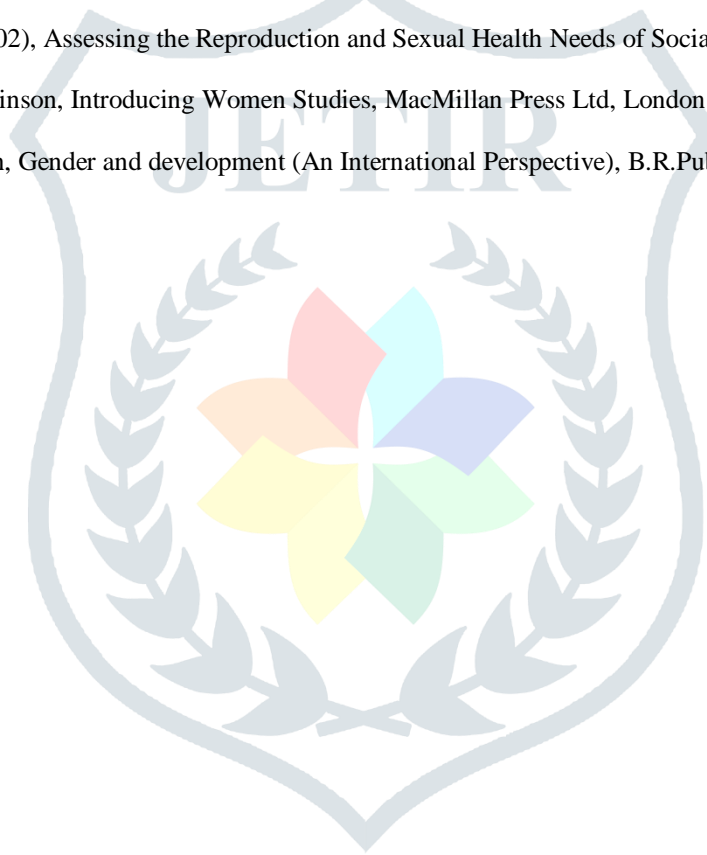 02), Assessing the Reproduction and Sexual Health Needs of Socia
inson, Introducing Women Studies, MacMillan Press Ltd, London
, Gender and development (An International Perspective), B.R.Pub
JETIR